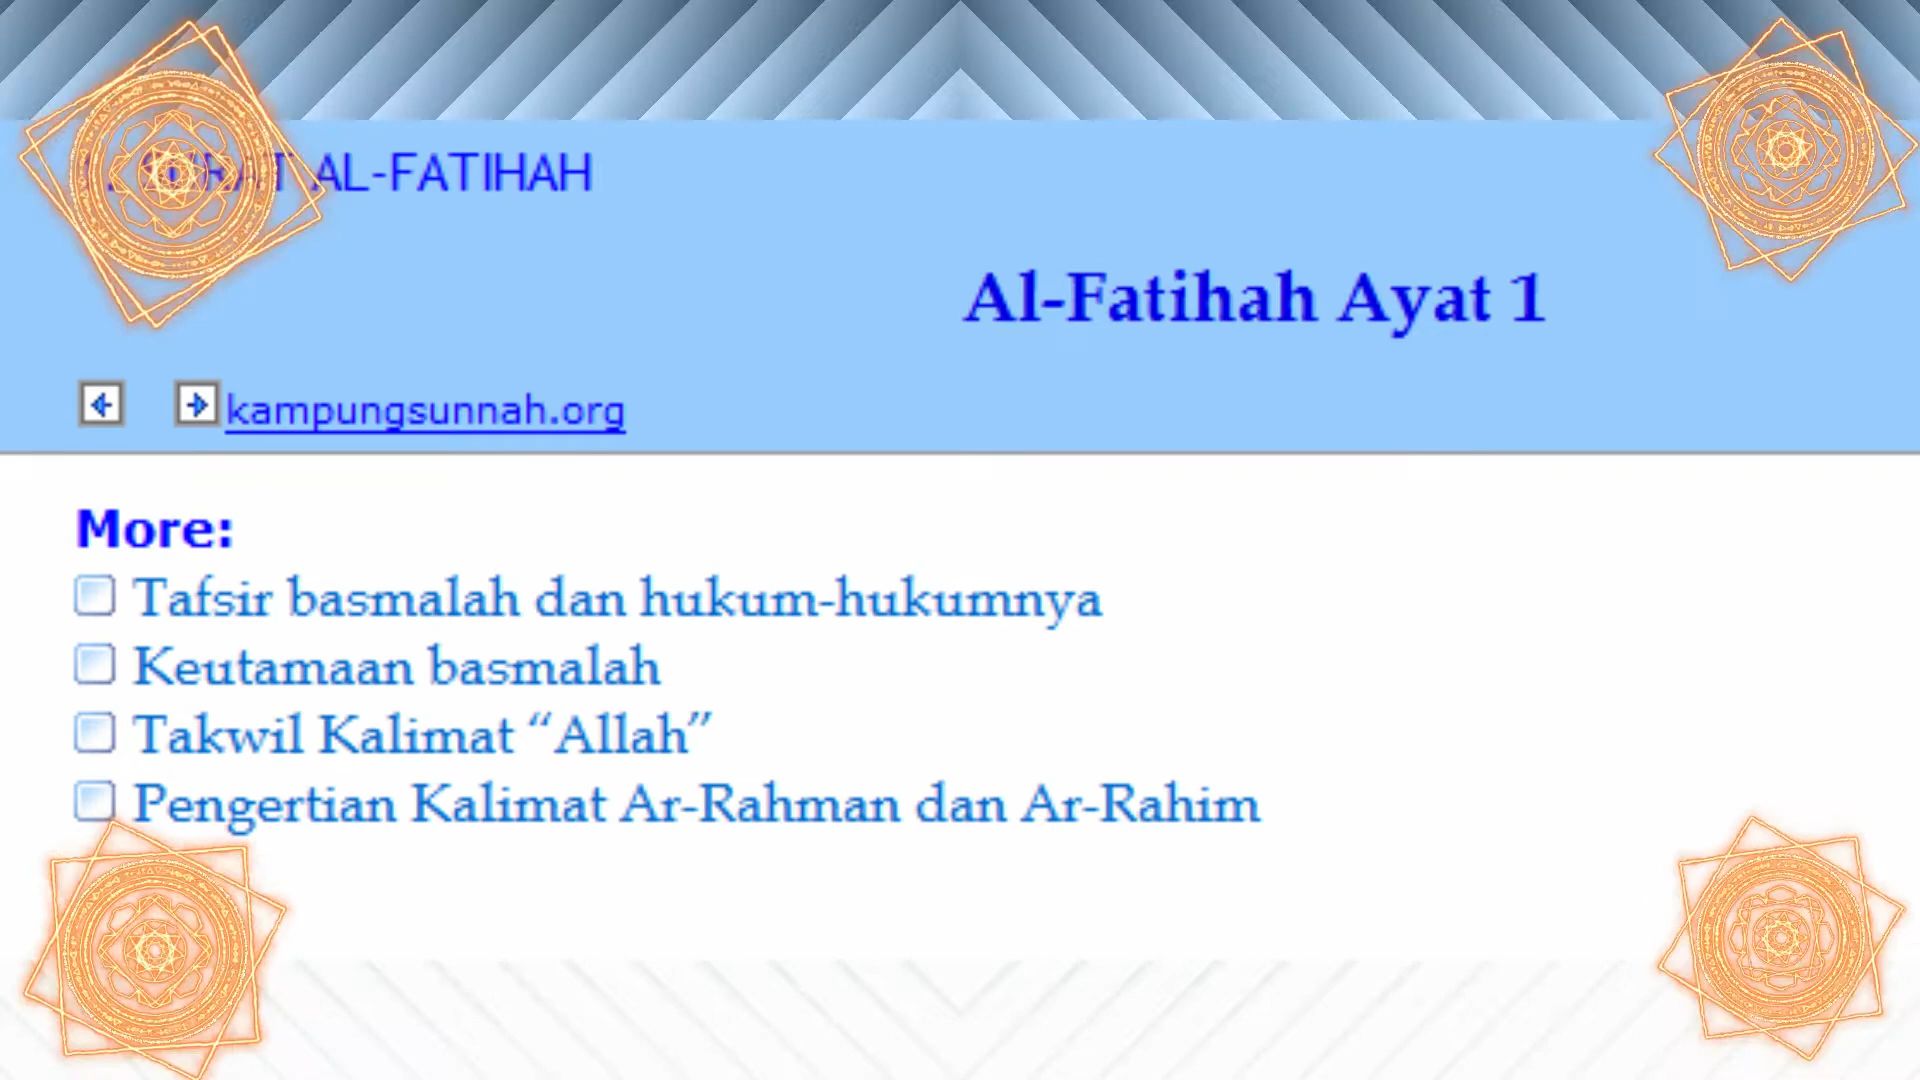 SURAT AL-FATIHAH
Al-Fatihah Ayat 1
kampungsunnah.org
More:
Tafsir basmalah dan hukum-hukumnya
Keutamaan basmalah
Takwil Kalimat “Allah”
Pengertian Kalimat Ar-Rahman dan Ar-Rahim